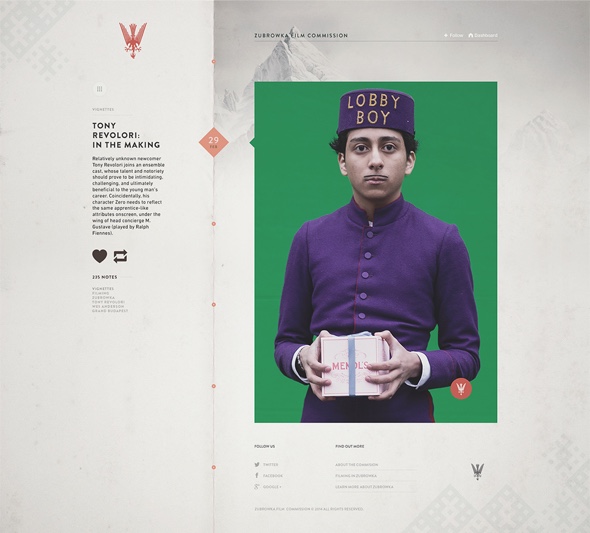 ZUBROWKA FILM COMMISSION
Follow
Dashboard
VIGNETTES
TONY
REVOLORI:
IN THE MAKING
29
FEB
Relatively unknown newcomer
Tony Revolori joins an ensemble
cast, whose talent and notoriety
should prove to be intimidating,
challenging, and ultimately
beneficial to the young man's
career. Coincidentally, his
character Zero needs to reflect
the same apprentice-like
attributes onscreen, under the
wing of head concierge M.
Gustave (played by Ralph
Fiennes).
235 NOTES
VIGNETTES
FILMING
ZUBROWKA
TONY REVOLORI
WES ANDERSON
GRAND BUDAPEST
LOBBY
BOY
MENDL'S
FOLLOW US
TWITTER
FACEBOOK
GOOGLE +
FIND OUT MORE
ABOUT THE COMMISSION
FILMING IN ZUBROWKA
LEARN MORE ABOUT ZUBROWKA
ZUBROWKA FILM COMMISSION © 2014 ALL RIGHTS RESERVED.